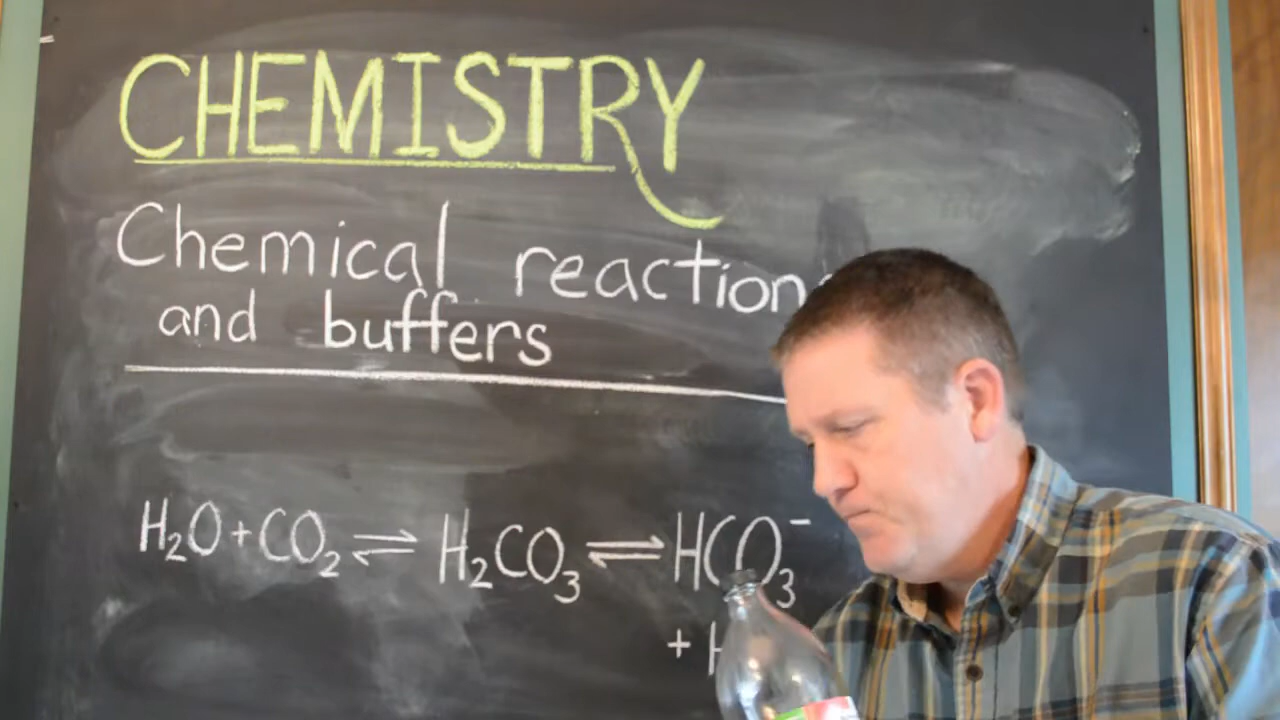 CHEMISTRY
Chemical reaction
and buffers
H₂O + CO₂ ⇌ H₂CO₃ ⇌ HCO₃⁻
+ H